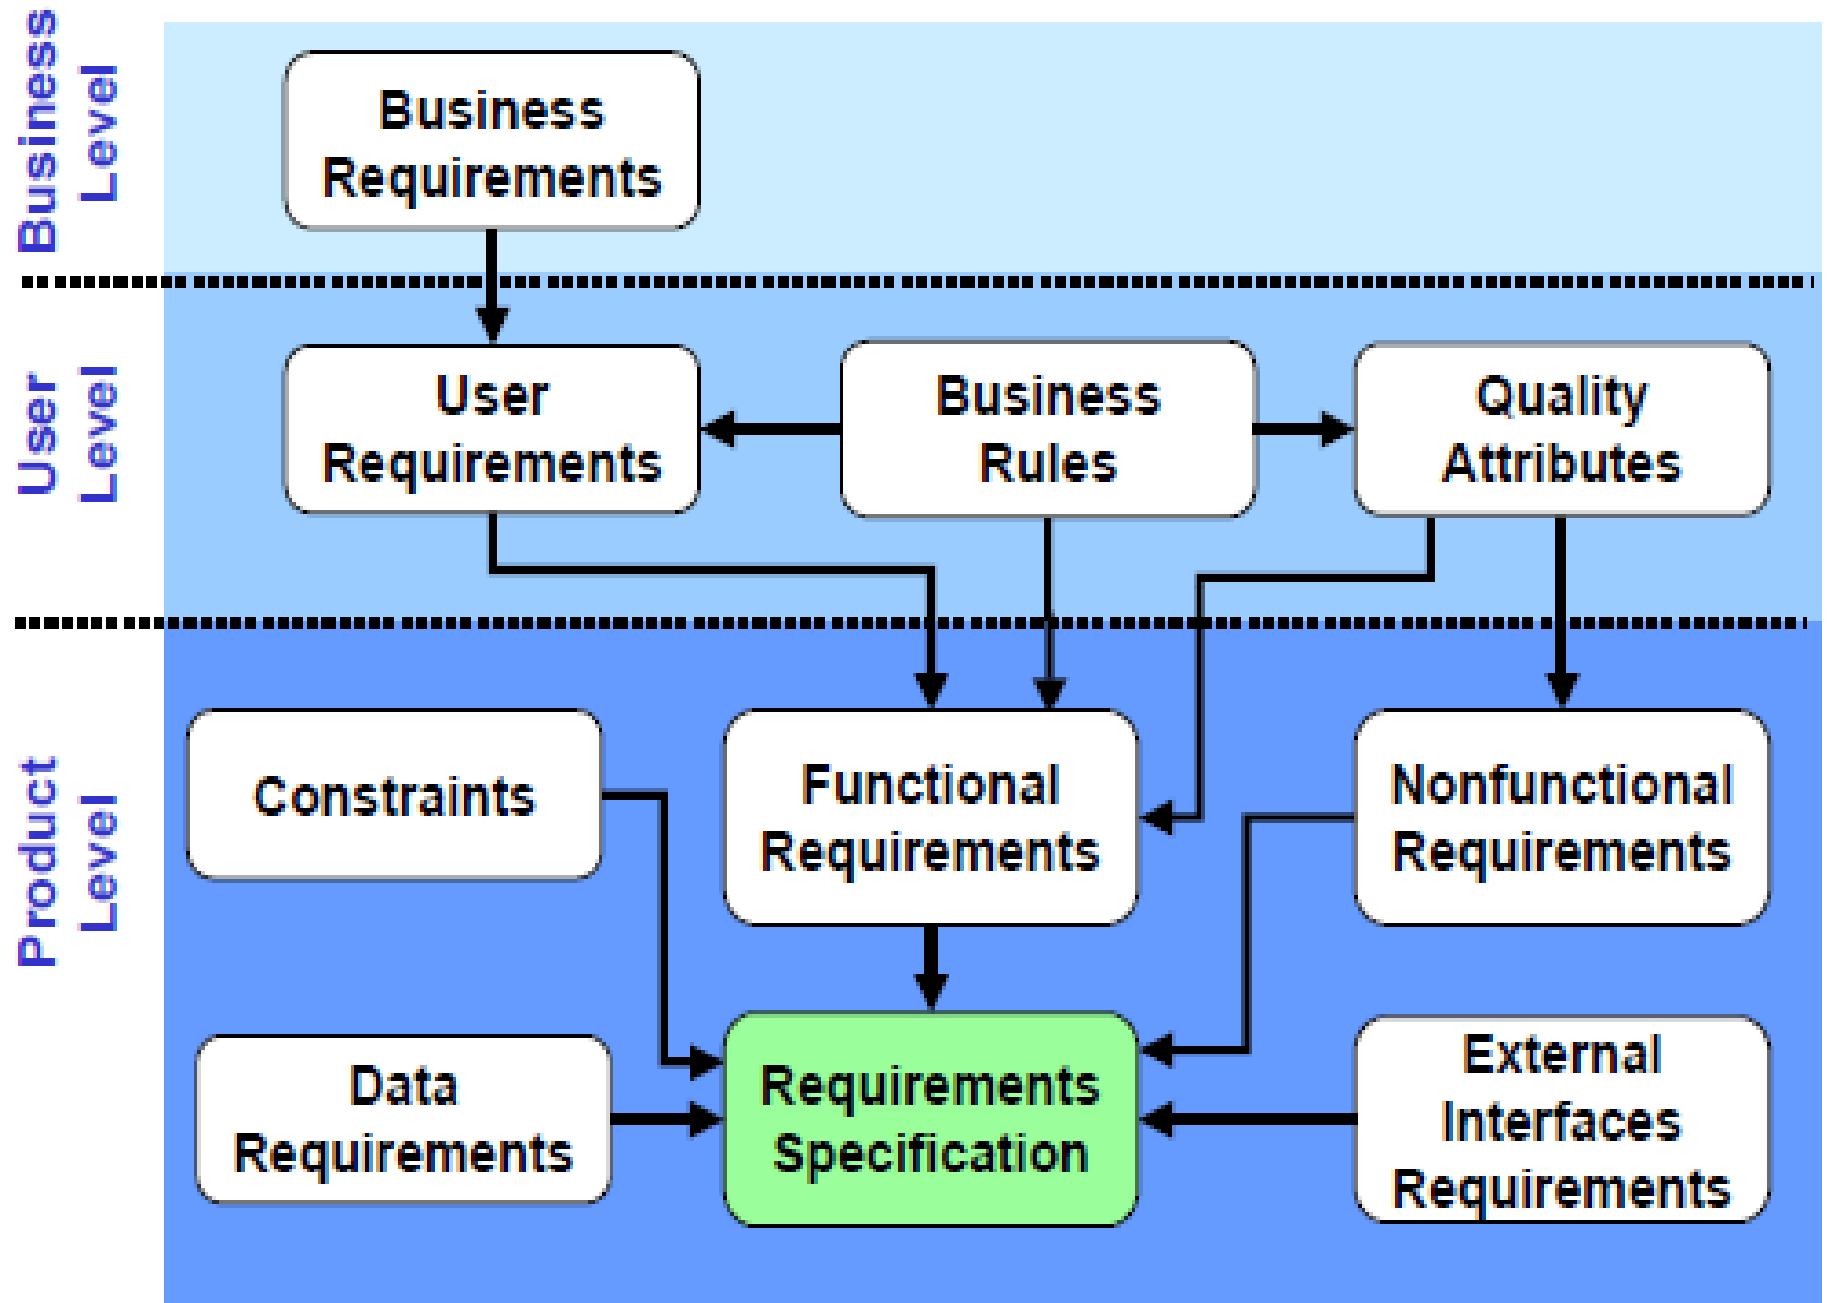 Business
Level
Business
Requirements
User
Level
User
Requirements
Business
Rules
Quality
Attributes
Product
Level
Constraints
Functional
Requirements
Nonfunctional
Requirements
Data
Requirements
Requirements
Specification
External
Interfaces
Requirements